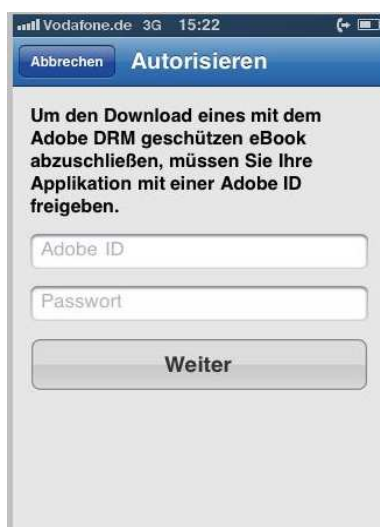 Vodafone.de 3G 15:22
Abbrechen Autorisieren
Um den Download eines mit dem
Adobe DRM geschützen eBook
abzuschließen, müssen Sie Ihre
Applikation mit einer Adobe ID
freigeben.
Adobe ID
Passwort
Weiter